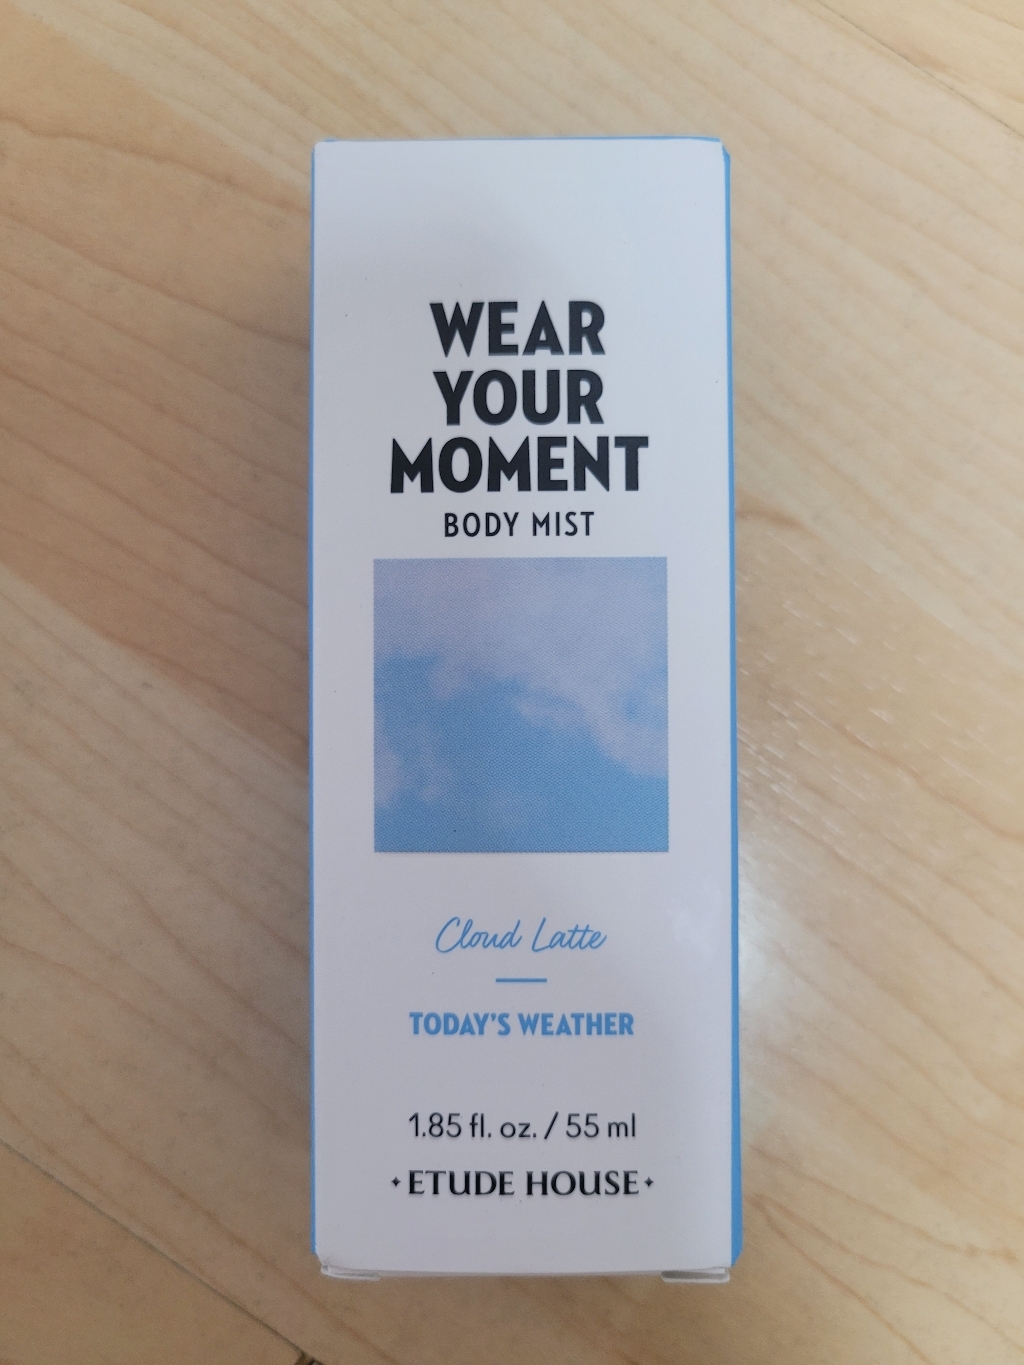 WEAR
YOUR
MOMENT
BODY MIST
Cloud Latte
TODAY'S WEATHER
1.85 fl. oz. / 55 ml
ETUDE HOUSE